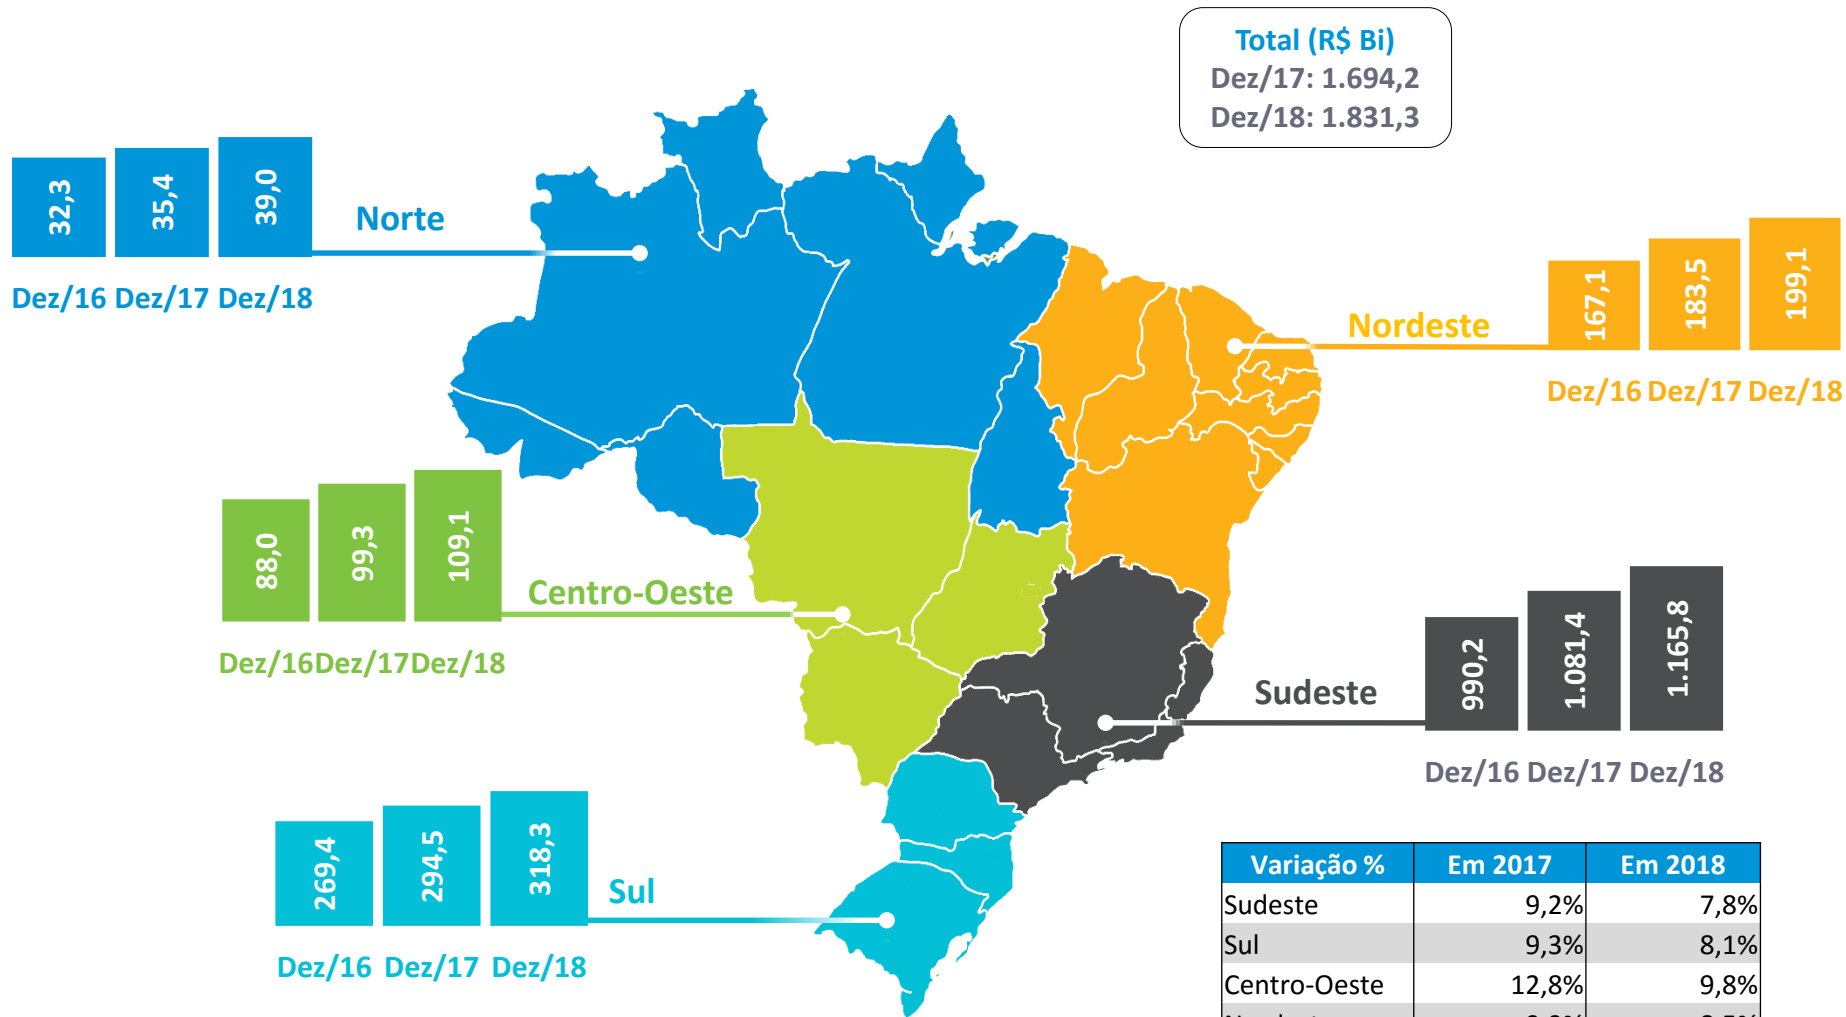 Total (R$ Bi)
Dez/17: 1.694,2
Dez/18: 1.831,3
32,3 35,4 39,0
Norte
Dez/16 Dez/17 Dez/18
167,1 183,5 199,1
Nordeste
Dez/16 Dez/17 Dez/18
88,0 99,3 109,1
Centro-Oeste
Dez/16 Dez/17 Dez/18
990,2 1.081,4 1.165,8
Sudeste
Dez/16 Dez/17 Dez/18
269,4 294,5 318,3
Sul
Dez/16 Dez/17 Dez/18
Variação % Em 2017 Em 2018
Sudeste 9,2% 7,8%
Sul 9,3% 8,1%
Centro-Oeste 12,8% 9,8%